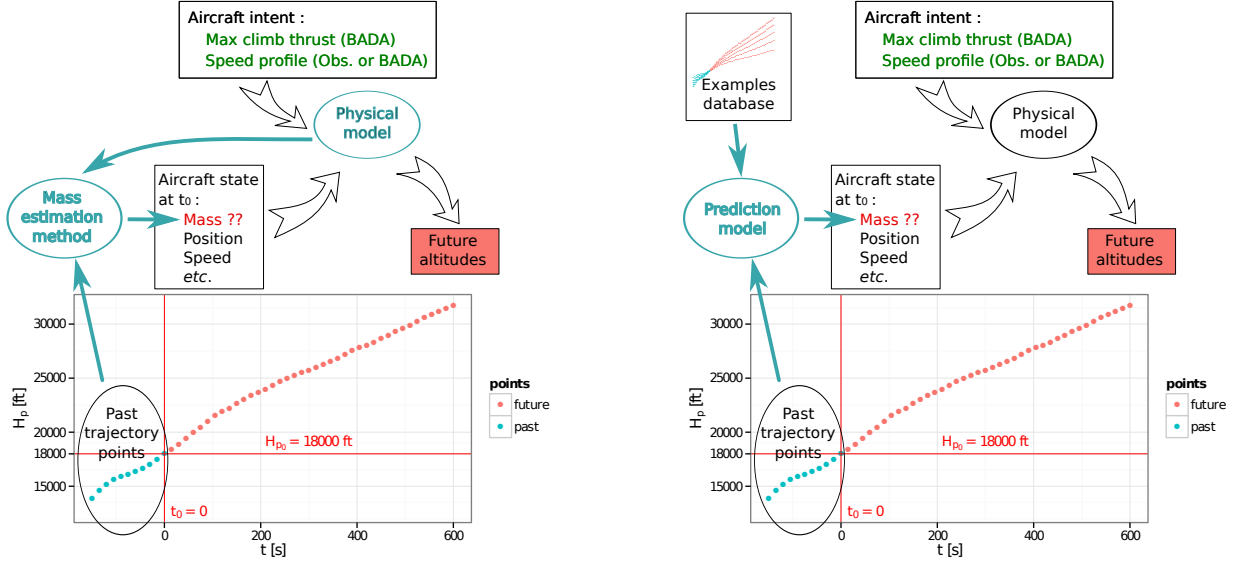 Aircraft intent :
Max climb thrust (BADA)
Speed profile (Obs. or BADA)
Physical
model
Mass
estimation
method
Aircraft state
at t₀ :
Mass ??
Position
Speed
etc.
Future
altitudes
30000
25000
20000
18000
15000
Hₚ [ft]
Past
trajectory
points
Hₚ₀ = 18000 ft
t₀ = 0
0
200
400
600
t [s]
points
future
past
Examples
database
Aircraft intent :
Max climb thrust (BADA)
Speed profile (Obs. or BADA)
Physical
model
Prediction
model
Aircraft state
at t₀ :
Mass ??
Position
Speed
etc.
Future
altitudes
30000
25000
20000
18000
15000
Hₚ [ft]
Past
trajectory
points
Hₚ₀ = 18000 ft
t₀ = 0
0
200
400
600
t [s]
points
future
past